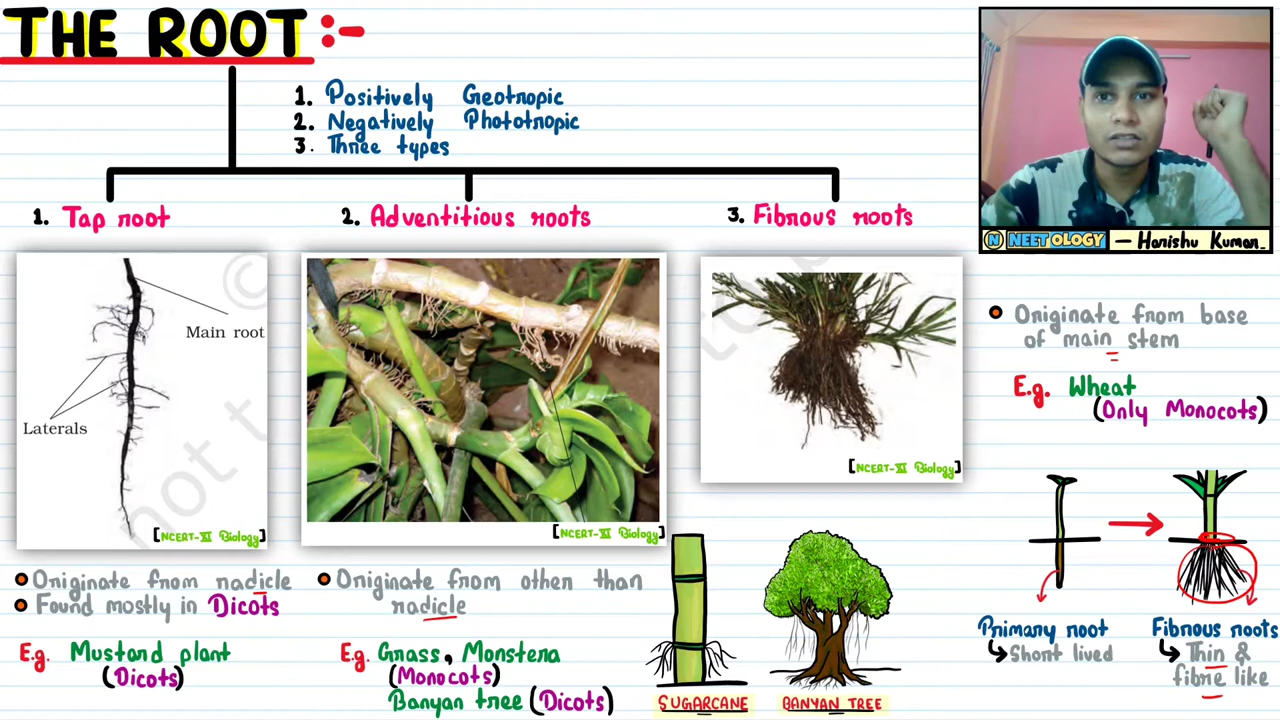 THE ROOT :-
1. Positively Geotropic
2. Negatively Phototropic
3. Three types
1. Tap root
2. Adventitious roots
3. Fibrous roots
N NEETOLOGY — Harishu Kumar
Main root
Laterals
[NCERT-XI Biology]
[NCERT-XI Biology]
[NCERT-XI Biology]
Originate from radicle
Found mostly in Dicots
E.g. Mustard plant
(Dicots)
Originate from other than
radicle
E.g. Grass, Monstera
(Monocots)
Banyan tree (Dicots)
SUGARCANE
BANYAN TREE
Originate from base
of main stem
E.g. Wheat
(Only Monocots)
Primary root
Short lived
Fibrous roots
Thin &
fibre like